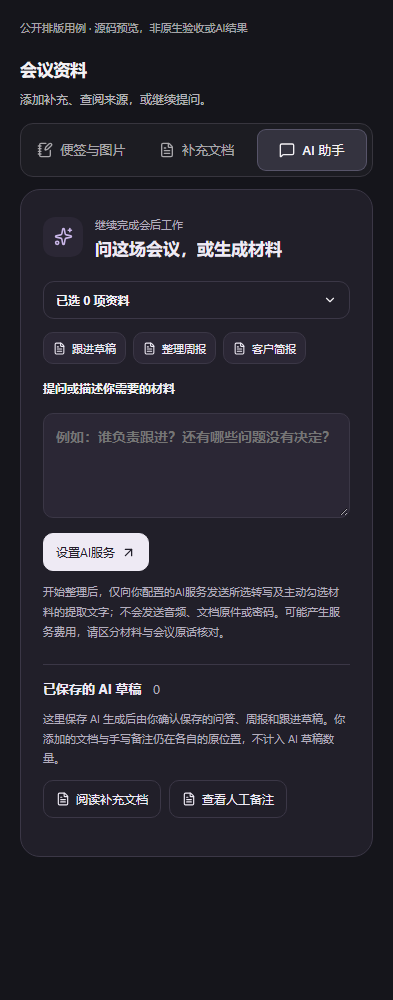 公开排版用例 · 源码预览，非原生验收或AI结果
会议资料
添加补充、查阅来源，或继续提问。
便签与图片
补充文档
AI 助手
继续完成会后工作
问这场会议，或生成材料
已选 0 项资料
跟进草稿
整理周报
客户简报
提问或描述你需要的材料
例如：谁负责跟进？还有哪些问题没有决定？
设置AI服务
开始整理后，仅向你配置的AI服务发送所选转写及主动勾选材
料的提取文字；不会发送音频、文档原件或密码。可能产生服
务费用，请区分材料与会议原话核对。
已保存的 AI 草稿 0
这里保存 AI 生成后由你确认保存的问答、周报和跟进草稿。你
添加的文档与手写备注仍在各自的原位置，不计入 AI 草稿数
量。
阅读补充文档
查看人工备注